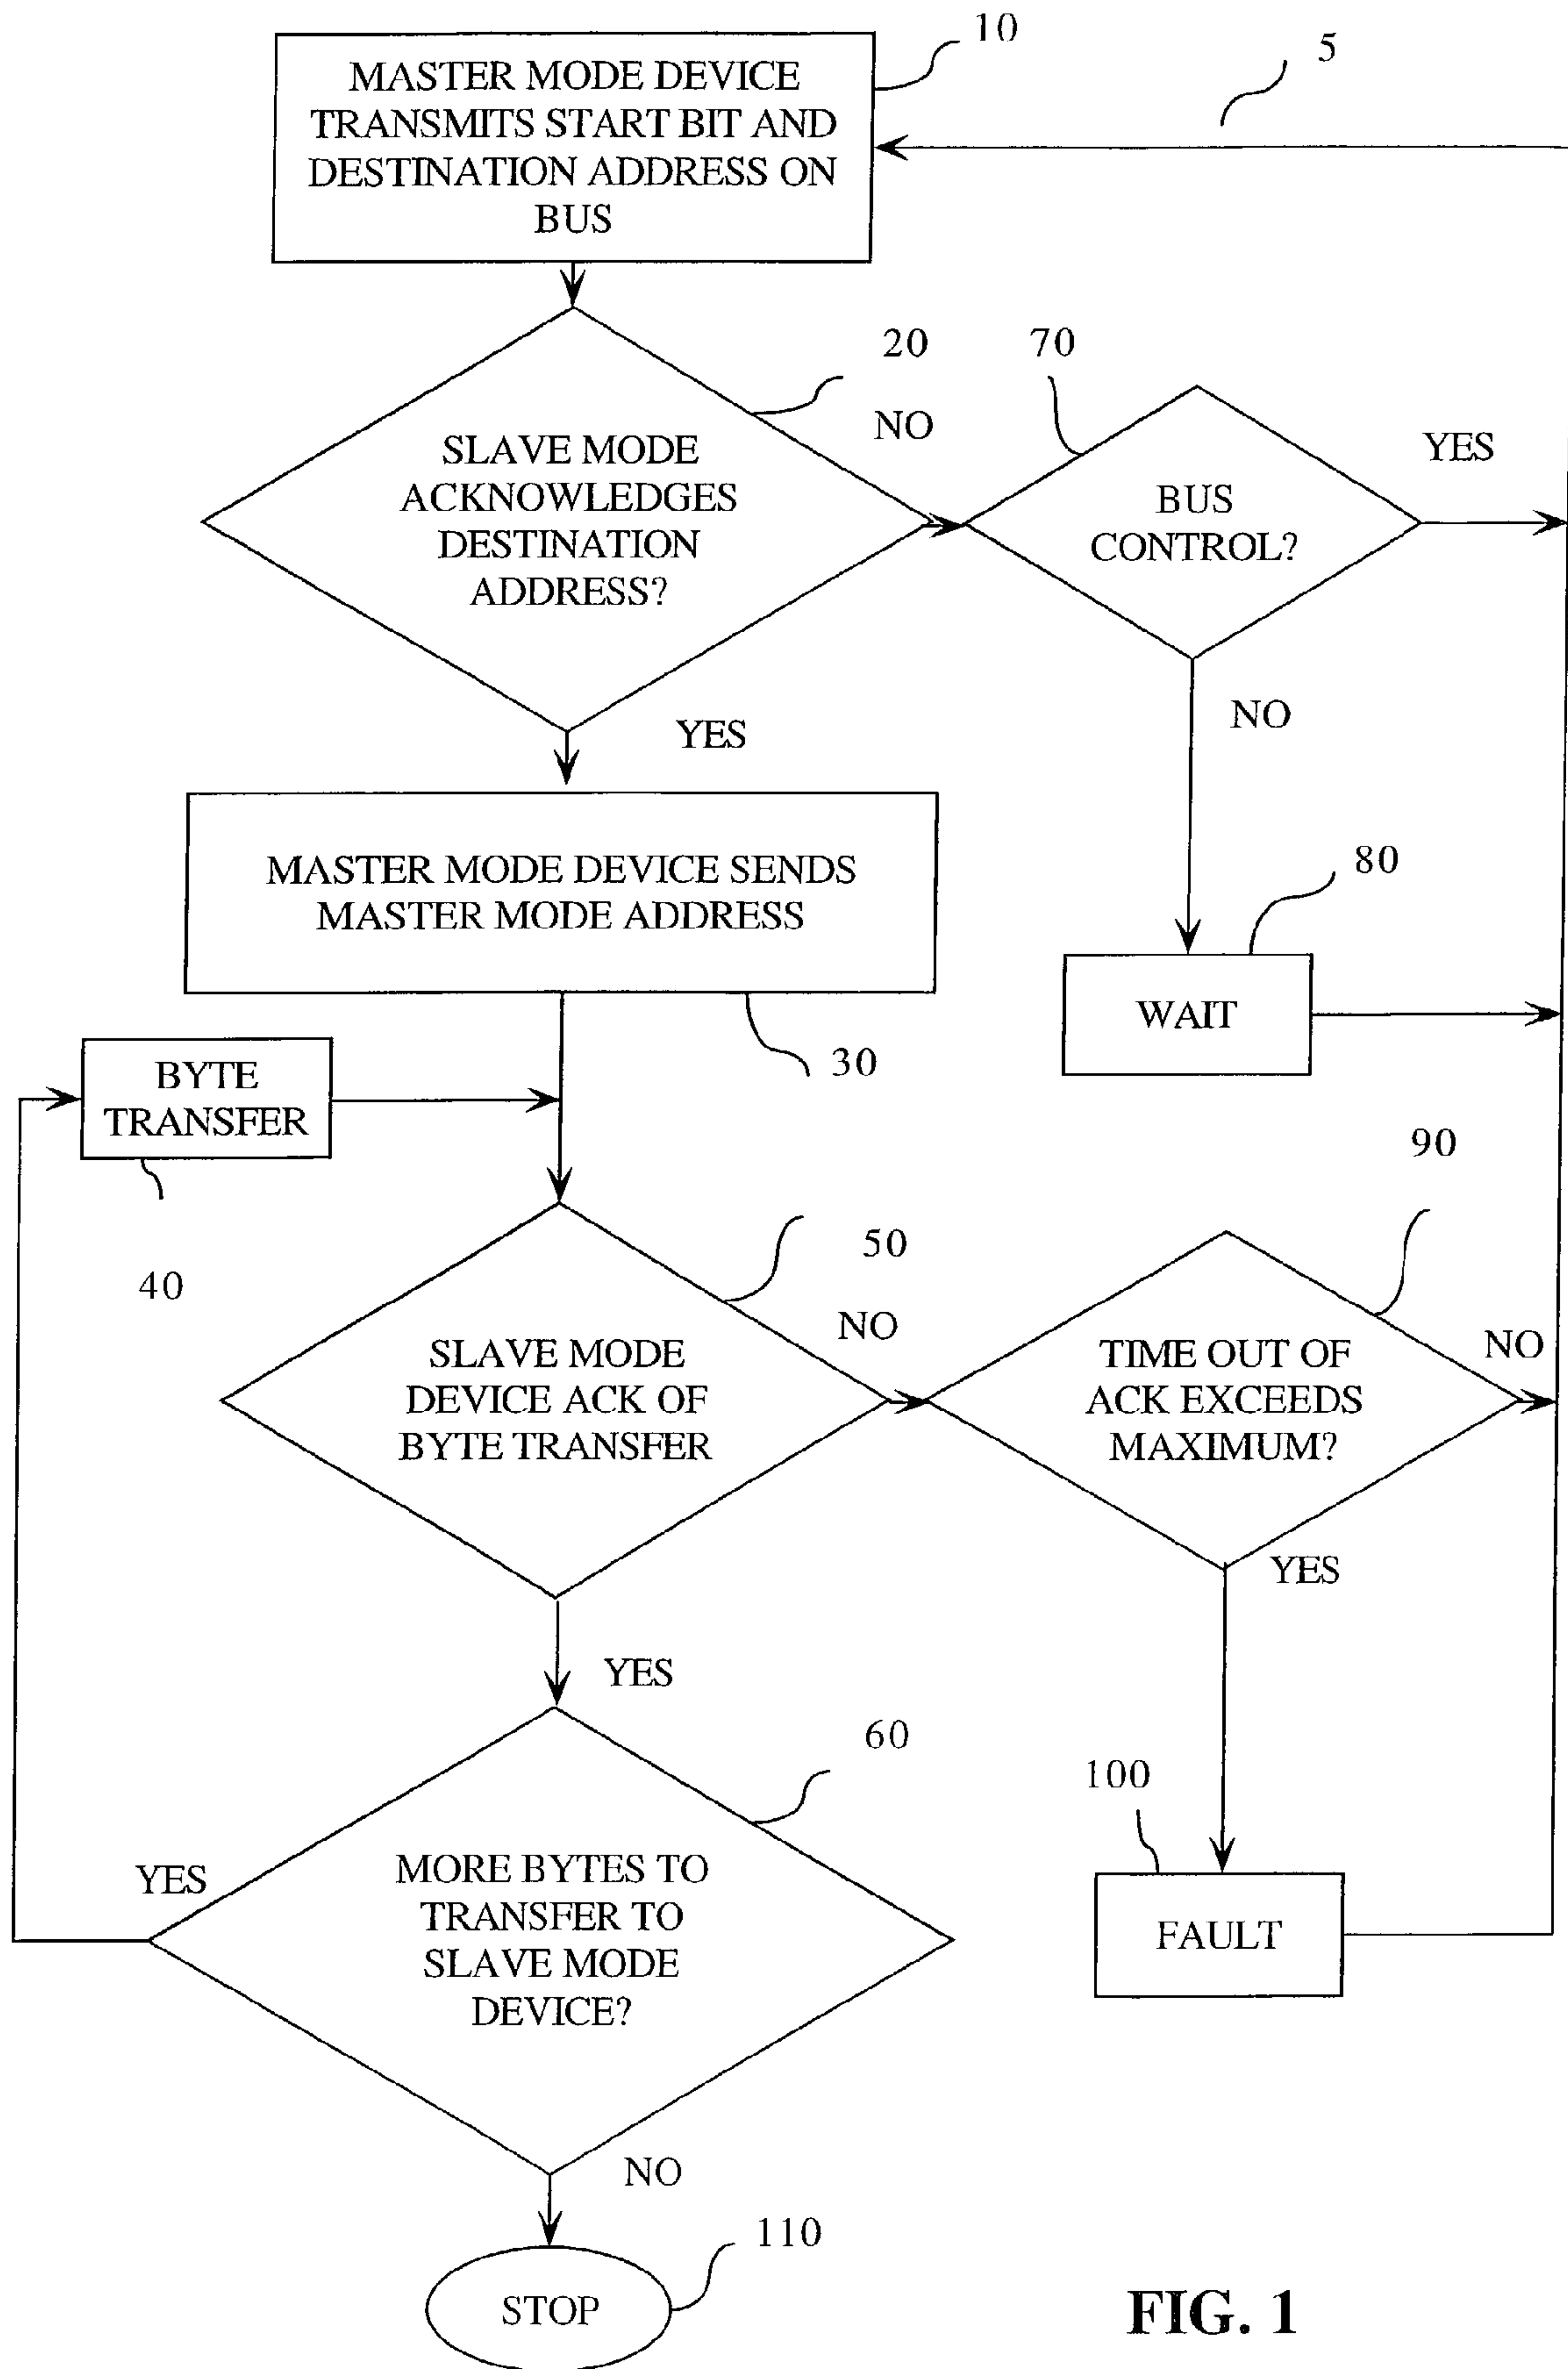 10
5
MASTER MODE DEVICE
TRANSMITS START BIT AND
DESTINATION ADDRESS ON
BUS
20
70
NO
YES
SLAVE MODE
ACKNOWLEDGES
DESTINATION
ADDRESS?
BUS
CONTROL?
YES
NO
MASTER MODE DEVICE SENDS
MASTER MODE ADDRESS
80
WAIT
30
BYTE
TRANSFER
40
90
50
NO
NO
SLAVE MODE
DEVICE ACK OF
BYTE TRANSFER
TIME OUT OF
ACK EXCEEDS
MAXIMUM?
YES
YES
60
100
YES
MORE BYTES TO
TRANSFER TO
SLAVE MODE
DEVICE?
FAULT
NO
110
STOP
FIG. 1